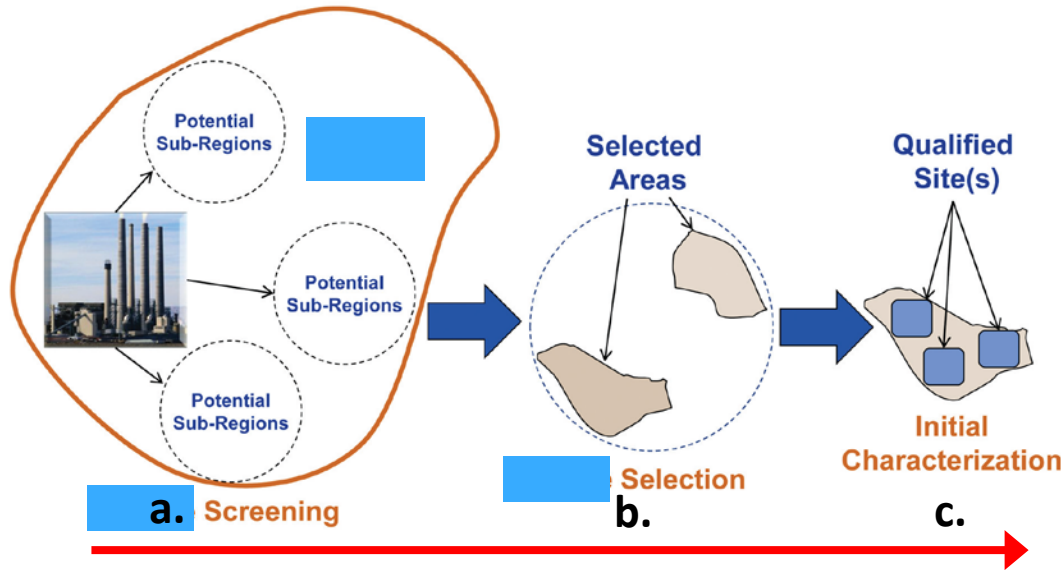 Potential
Sub-Regions
Potential
Sub-Regions
Potential
Sub-Regions
Selected
Areas
Qualified
Site(s)
Initial
Characterization
a.
Screening
Selection
b.
c.